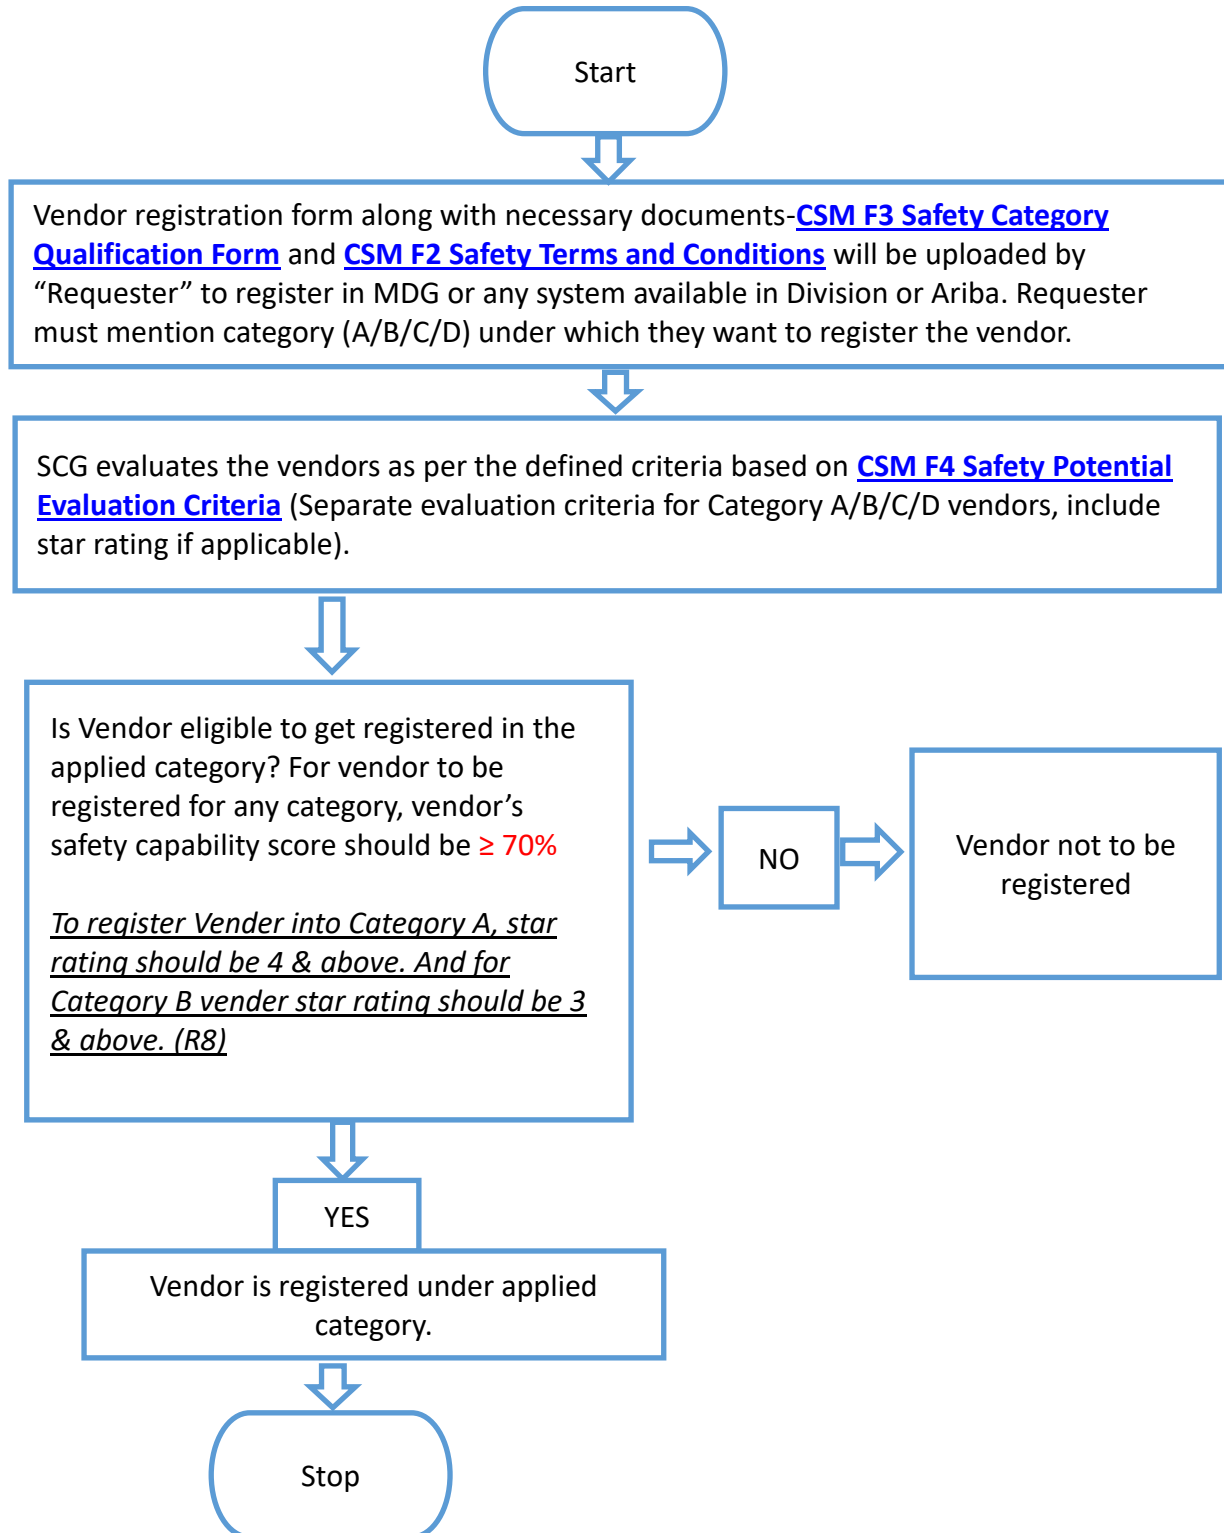 Start
Vendor registration form along with necessary documents-CSM F3 Safety Category
Qualification Form and CSM F2 Safety Terms and Conditions will be uploaded by
“Requester” to register in MDG or any system available in Division or Ariba. Requester
must mention category (A/B/C/D) under which they want to register the vendor.
SCG evaluates the vendors as per the defined criteria based on CSM F4 Safety Potential
Evaluation Criteria (Separate evaluation criteria for Category A/B/C/D vendors, include
star rating if applicable).
Is Vendor eligible to get registered in the
applied category? For vendor to be
registered for any category, vendor’s
safety capability score should be ≥ 70%
To register Vender into Category A, star
rating should be 4 & above. And for
Category B vender star rating should be 3
& above. (R8)
NO
Vendor not to be
registered
YES
Vendor is registered under applied
category.
Stop